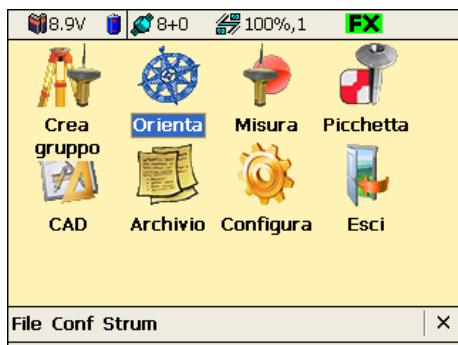 8.9V 8+0 100%,1 FX
Crea gruppo Orienta Misura Picchetta
CAD Archivio Configura Esci
File Conf Strum ×